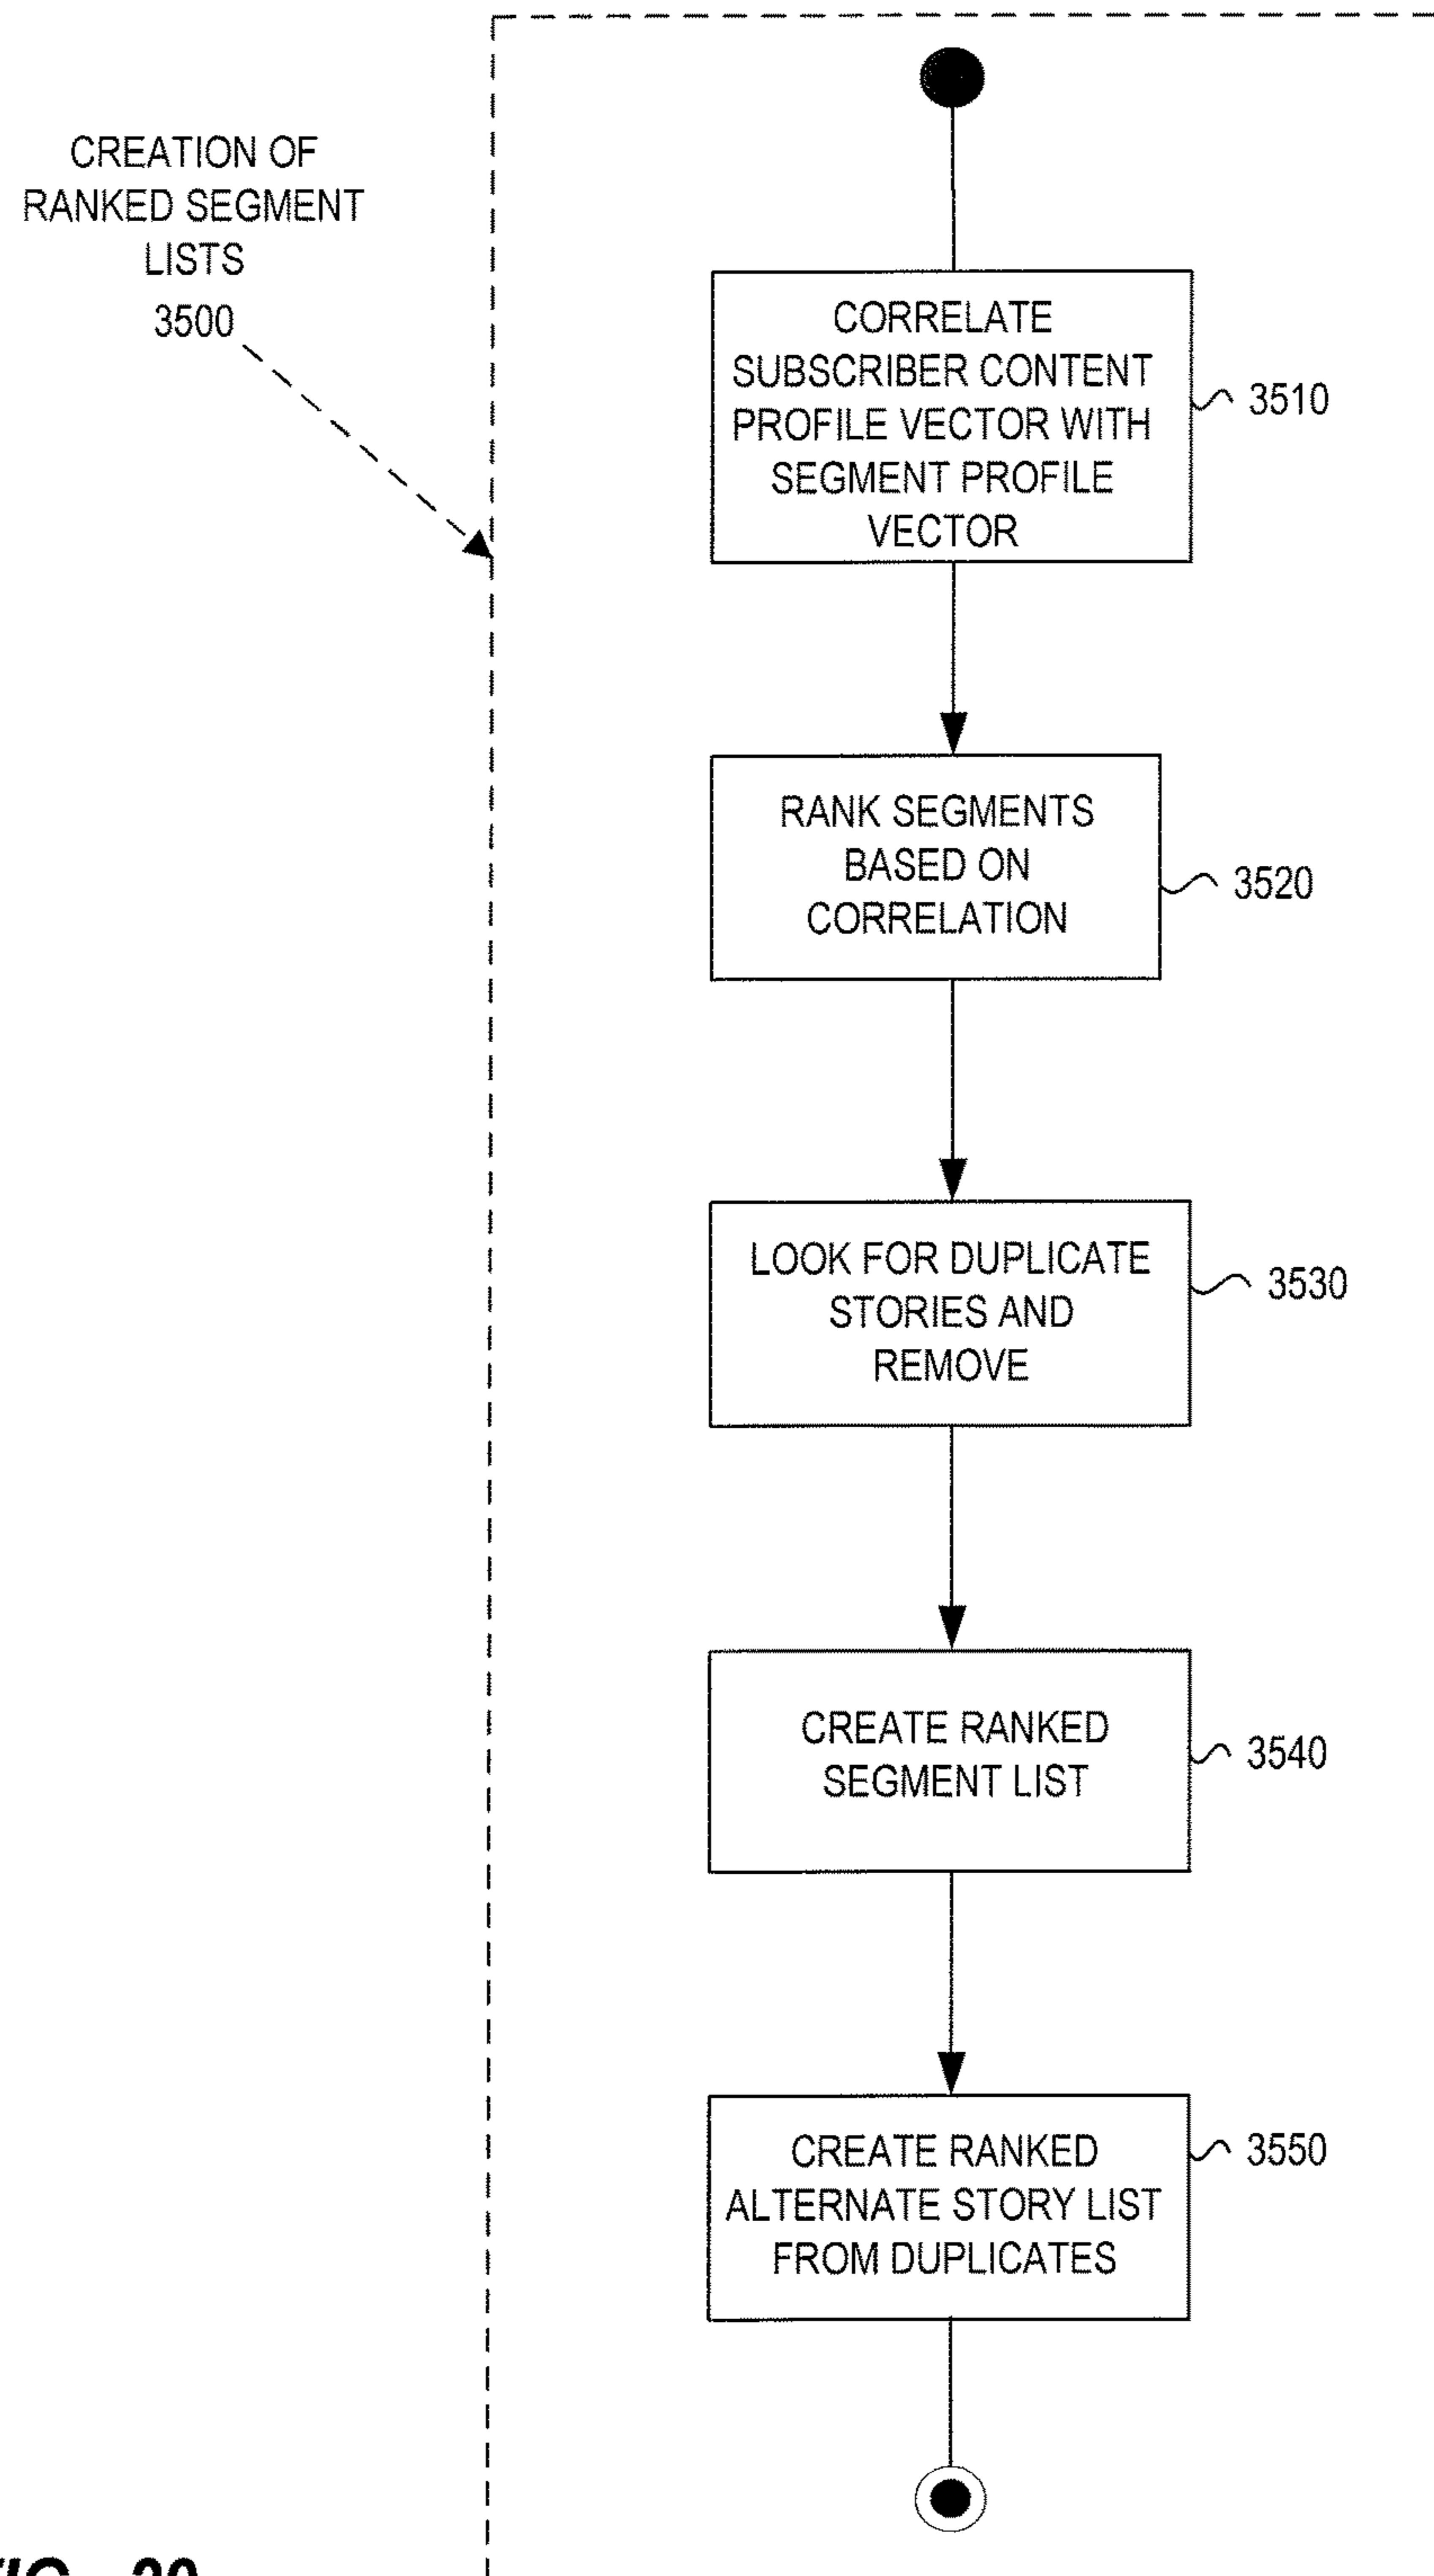 CREATION OF
RANKED SEGMENT
LISTS
3500
CORRELATE
SUBSCRIBER CONTENT
PROFILE VECTOR WITH
SEGMENT PROFILE
VECTOR
3510
RANK SEGMENTS
BASED ON
CORRELATION
3520
LOOK FOR DUPLICATE
STORIES AND
REMOVE
3530
CREATE RANKED
SEGMENT LIST
3540
CREATE RANKED
ALTERNATE STORY LIST
FROM DUPLICATES
3550